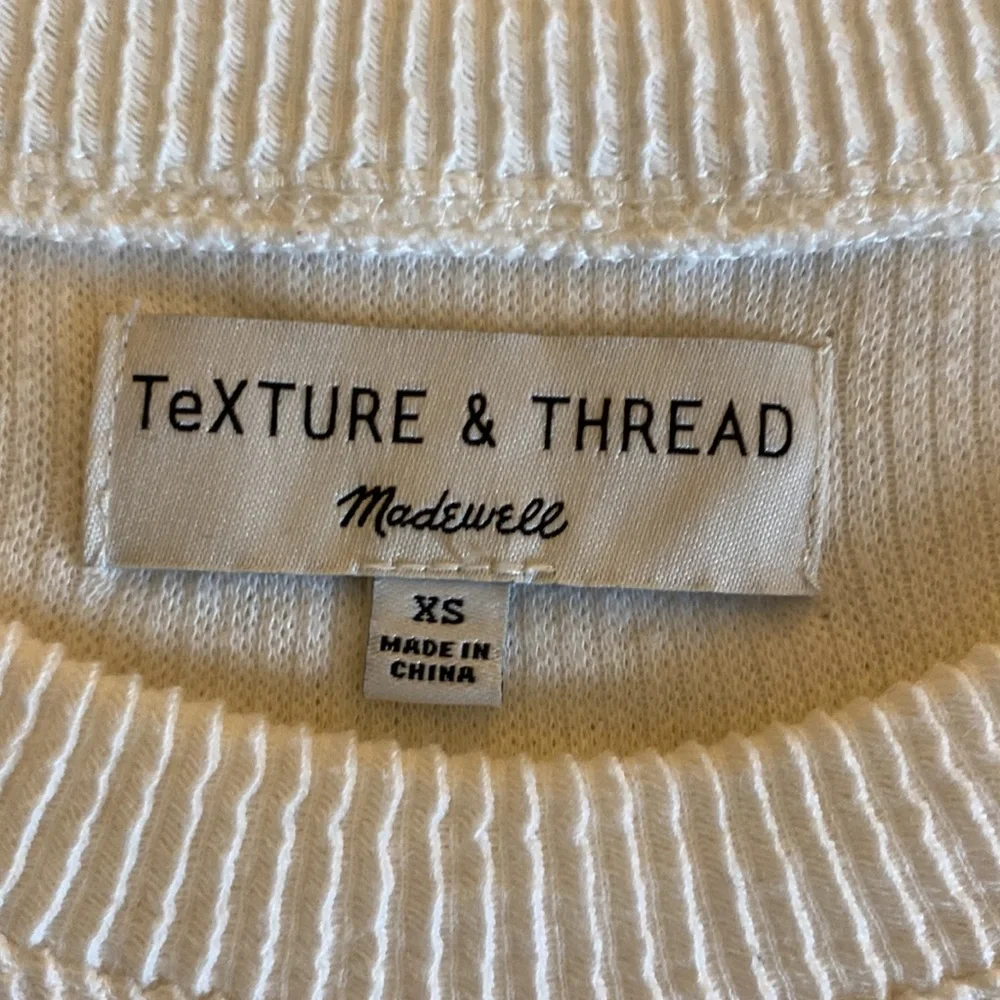 TeXTURE & THREAD
Madewell
XS
MADE IN
CHINA